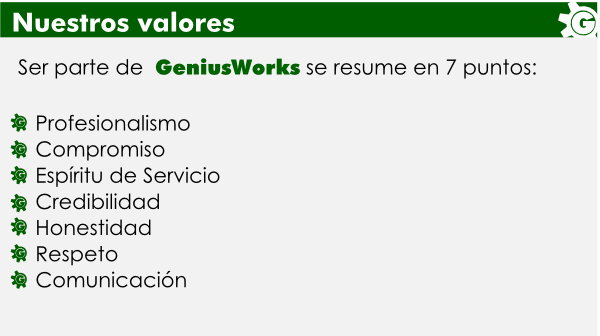 Nuestros valores
G
Ser parte de GeniusWorks se resume en 7 puntos:
G Profesionalismo
G Compromiso
G Espíritu de Servicio
G Credibilidad
G Honestidad
G Respeto
G Comunicación